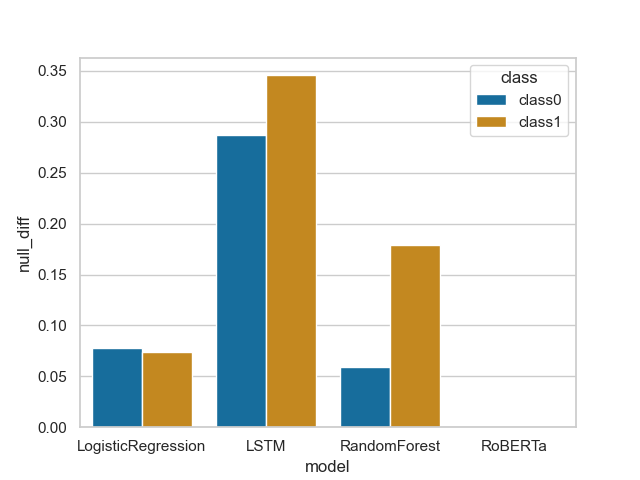 class
class0
class1
0.35
0.30
0.25
0.20
0.15
0.10
0.05
0.00
null_diff
LogisticRegression LSTM RandomForest RoBERTa
model